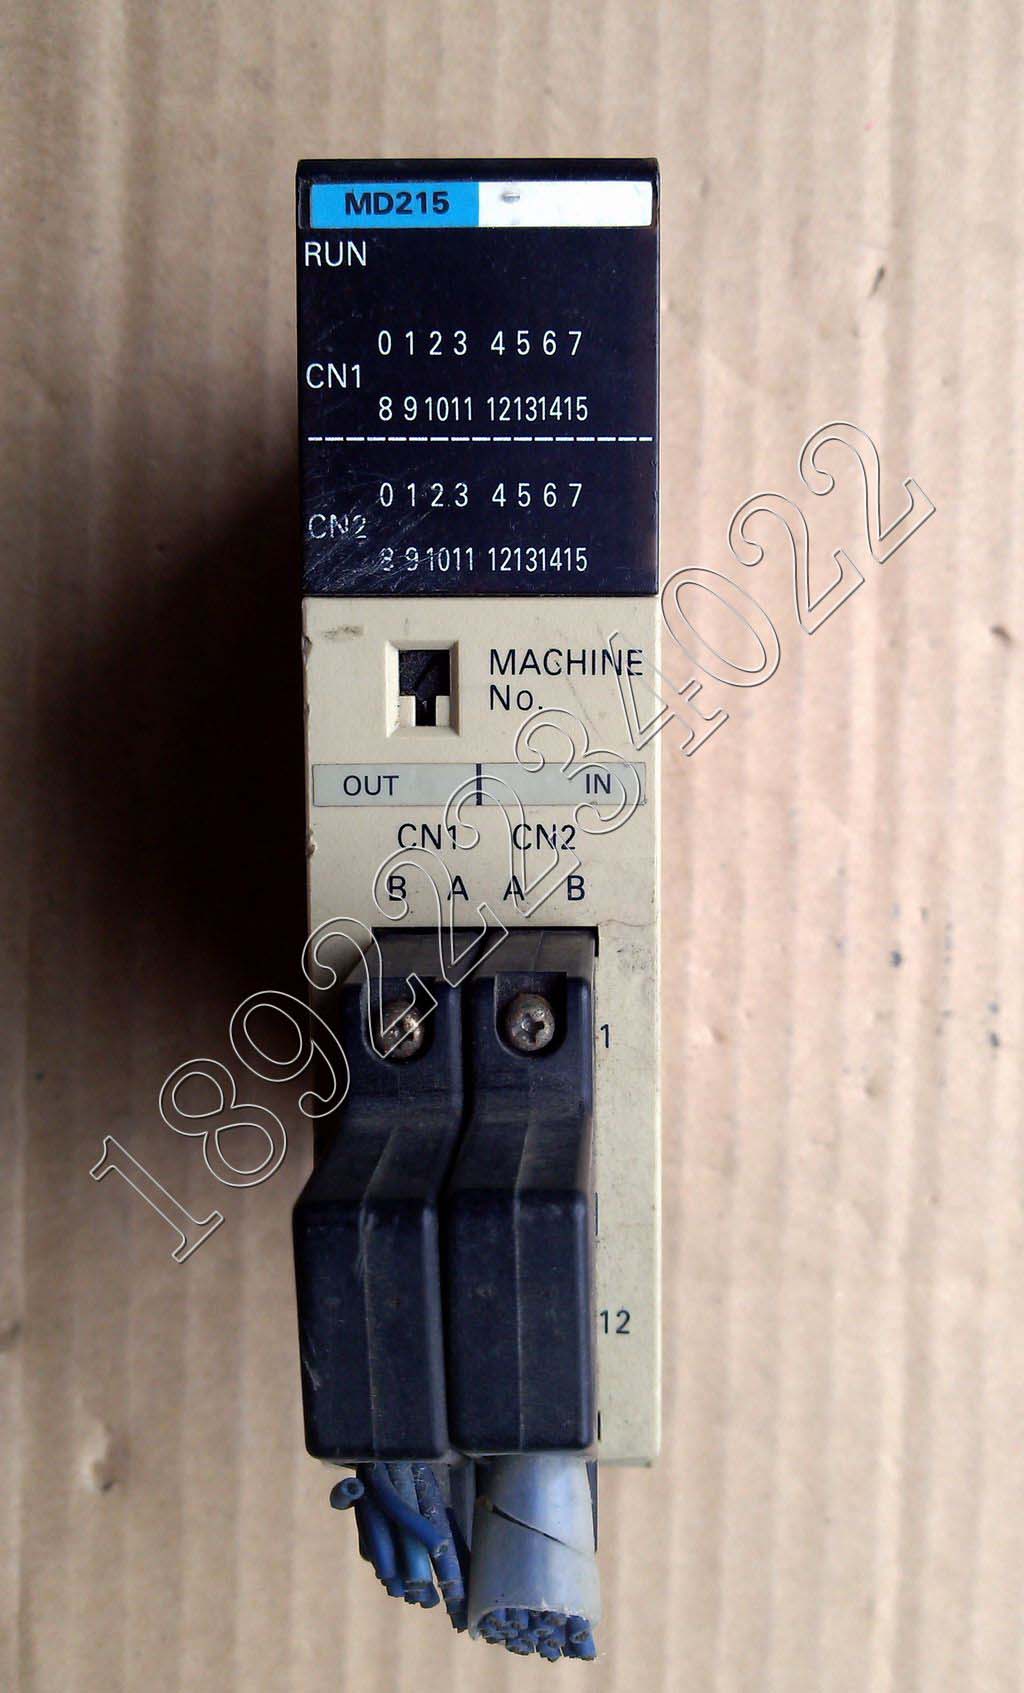 MD215
RUN
0 1 2 3 4 5 6 7
CN1
8 9 10 11 12 13 14 15
0 1 2 3 4 5 6 7
CN2
8 9 10 11 12 13 14 15
MACHINE
No.
OUT IN
CN1 CN2
B A A B
1
12
18922234022